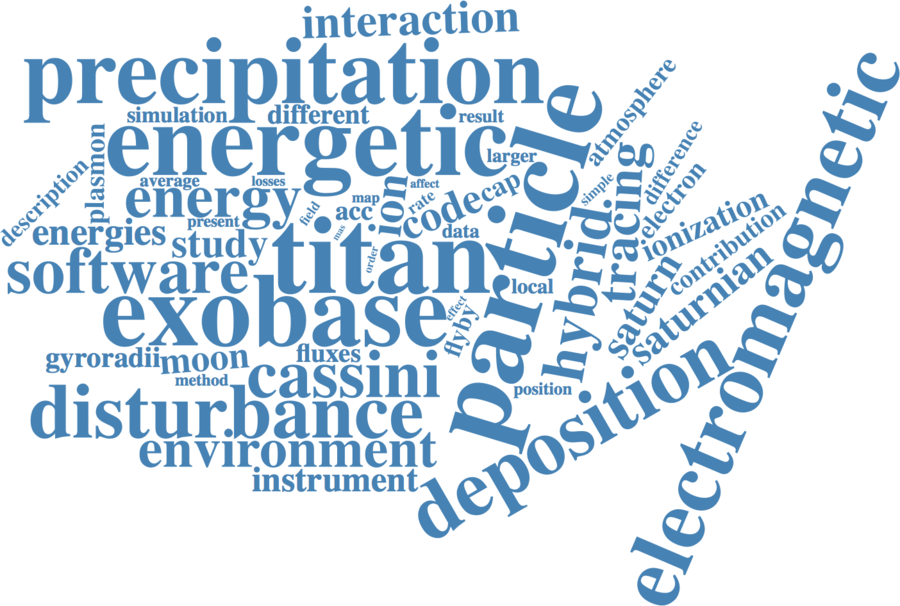 interaction
precipitation
simulation
different
result
energetic
larger
particle
atmosphere
electromagnetic
plasmon
description
average
losses
affect
energy
field
map
ion
rate
cap
code
simple
difference
electron
tracing
hybrid
present
acc
mas
order
data
energies
study
titan
software
local
ionization
contribution
saturn
saturnian
exobase
effect
flyby
gyroradii
moon
fluxes
method
cassini
position
disturbance
deposition
environment
instrument